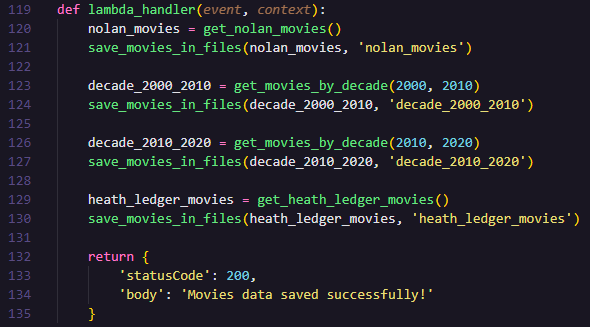 119 def lambda_handler(event, context):
120     nolan_movies = get_nolan_movies()
121     save_movies_in_files(nolan_movies, 'nolan_movies')
122
123     decade_2000_2010 = get_movies_by_decade(2000, 2010)
124     save_movies_in_files(decade_2000_2010, 'decade_2000_2010')
125
126     decade_2010_2020 = get_movies_by_decade(2010, 2020)
127     save_movies_in_files(decade_2010_2020, 'decade_2010_2020')
128
129     heath_ledger_movies = get_heath_ledger_movies()
130     save_movies_in_files(heath_ledger_movies, 'heath_ledger_movies')
131
132     return {
133         'statusCode': 200,
134         'body': 'Movies data saved successfully!'
135     }